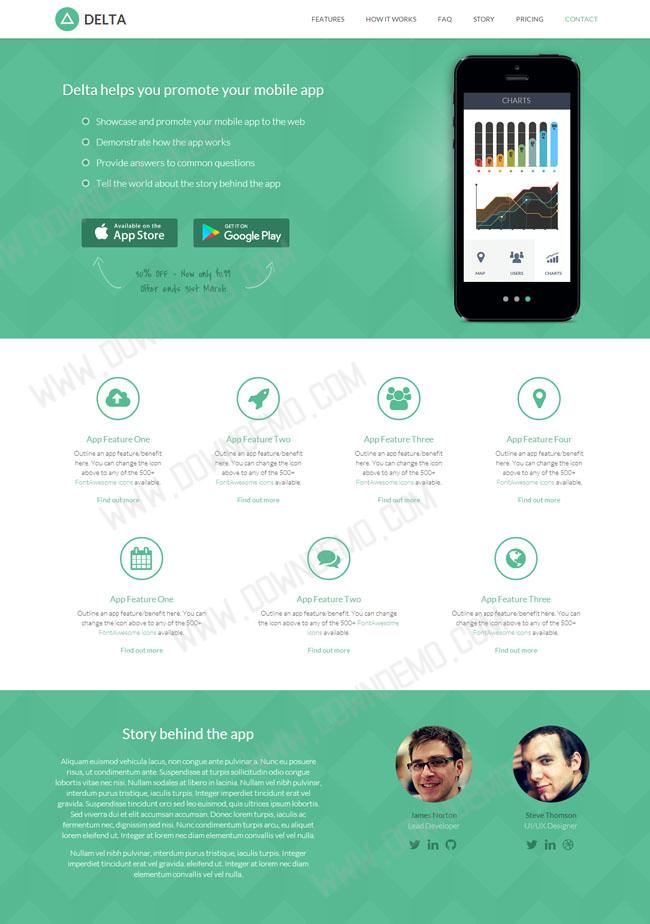 DELTA
FEATURES HOW IT WORKS FAQ STORY PRICING CONTACT
Delta helps you promote your mobile app
Showcase and promote your mobile app to the web
Demonstrate how the app works
Provide answers to common questions
Tell the world about the story behind the app
Available on the
App Store
GET IT ON
Google Play
30% OFF - Now only $1.99
Offer ends 31st March
CHARTS
MAP USERS CHARTS
App Feature One
Outline an app feature/benefit
here. You can change the icon
above to any of the 500+
FontAwesome icons available.
Find out more
App Feature Two
Outline an app feature/benefit
here. You can change the icon
above to any of the 500+
FontAwesome icons available.
Find out more
App Feature Three
Outline an app feature/benefit
here. You can change the icon
above to any of the 500+
FontAwesome icons available.
Find out more
App Feature Four
Outline an app feature/benefit
here. You can change the icon
above to any of the 500+
FontAwesome icons available.
Find out more
App Feature One
Outline an app feature/benefit here. You can
change the icon above to any of the 500+
FontAwesome icons available.
Find out more
App Feature Two
Outline an app feature/benefit. You can change
the icon above to any of the 500+ FontAwesome
icons available.
Find out more
App Feature Three
Outline an app feature/benefit here. You can
change the icon above to any of the 500+
FontAwesome icons available.
Find out more
Story behind the app
Aliquam euismod vehicula lacus, non congue ante pulvinar a. Nunc eu posuere
risus, ut condimentum ante. Suspendisse at turpis sollicitudin odio congue
lobortis vitae nec nisi. Nullam sodales at libero in lacinia. Nullam vel nibh pulvinar,
interdum purus tristique, iaculis turpis. Integer imperdiet tincidunt erat vel
gravida. Suspendisse tincidunt orci sed leo euismod, quis ultrices ipsum lobortis.
Sed viverra dui et elit accumsan accumsan. Donec lorem turpis, iaculis ac
fermentum nec, dignissim sed nisi. Nunc condimentum turpis arcu, eu aliquet
lorem eleifend ut. Integer at lorem nec diam elementum convallis vel vel nulla.
Nullam vel nibh pulvinar, interdum purus tristique, iaculis turpis. Integer
imperdiet tincidunt erat vel gravida. eleifend ut. Integer at lorem nec diam
elementum convallis vel vel nulla.
James Norton
Lead Developer
Steve Thomson
UI/UX Designer
WWW.DOWNDEMO.COM
WWW.DOWNDEMO.COM
WWW.DOWNDEMO.COM